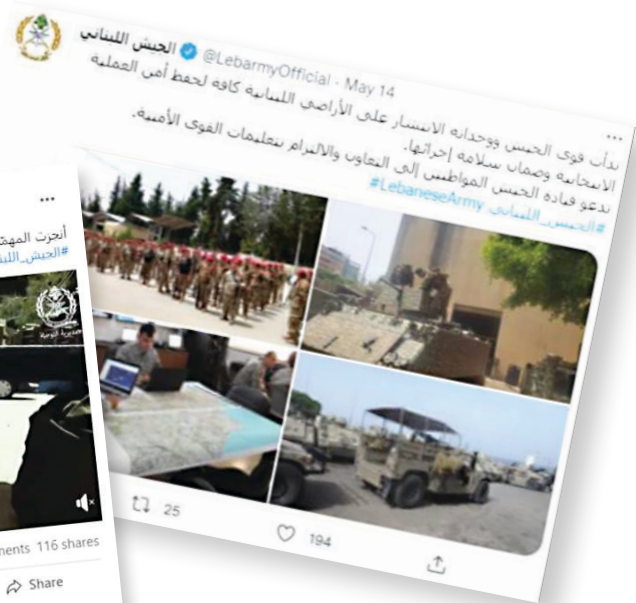 الجيش اللبناني @LebarmyOfficial · May 14
...
بدأت قوى الجيش ووحداته الانتشار على الأراضي اللبنانية كافة لحفظ أمن العملية
الانتخابية وضمان سلامة إجرائها.
تدعو قيادة الجيش المواطنين إلى التعاون والالتزام بتعليمات القوى الأمنية.
#الجيش_اللبناني #LebaneseArmy
25
194
...
أنجزت
#الجيش
116 shares
Share